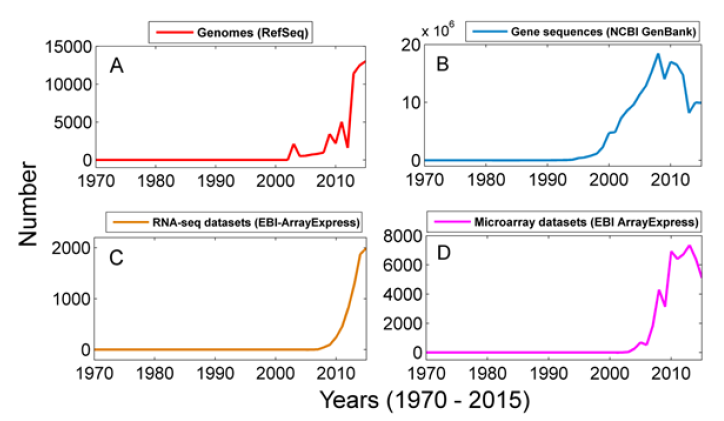 Genomes (RefSeq)
Gene sequences (NCBI GenBank)
x 10⁶
A
15000
10000
5000
0
1970 1980 1990 2000 2010
B
20
10
0
1970 1980 1990 2000 2010
Number
RNA-seq datasets (EBI-ArrayExpress)
Microarray datasets (EBI ArrayExpress)
C
2000
1000
0
1970 1980 1990 2000 2010
D
8000
6000
4000
2000
0
1970 1980 1990 2000 2010
Years (1970 - 2015)